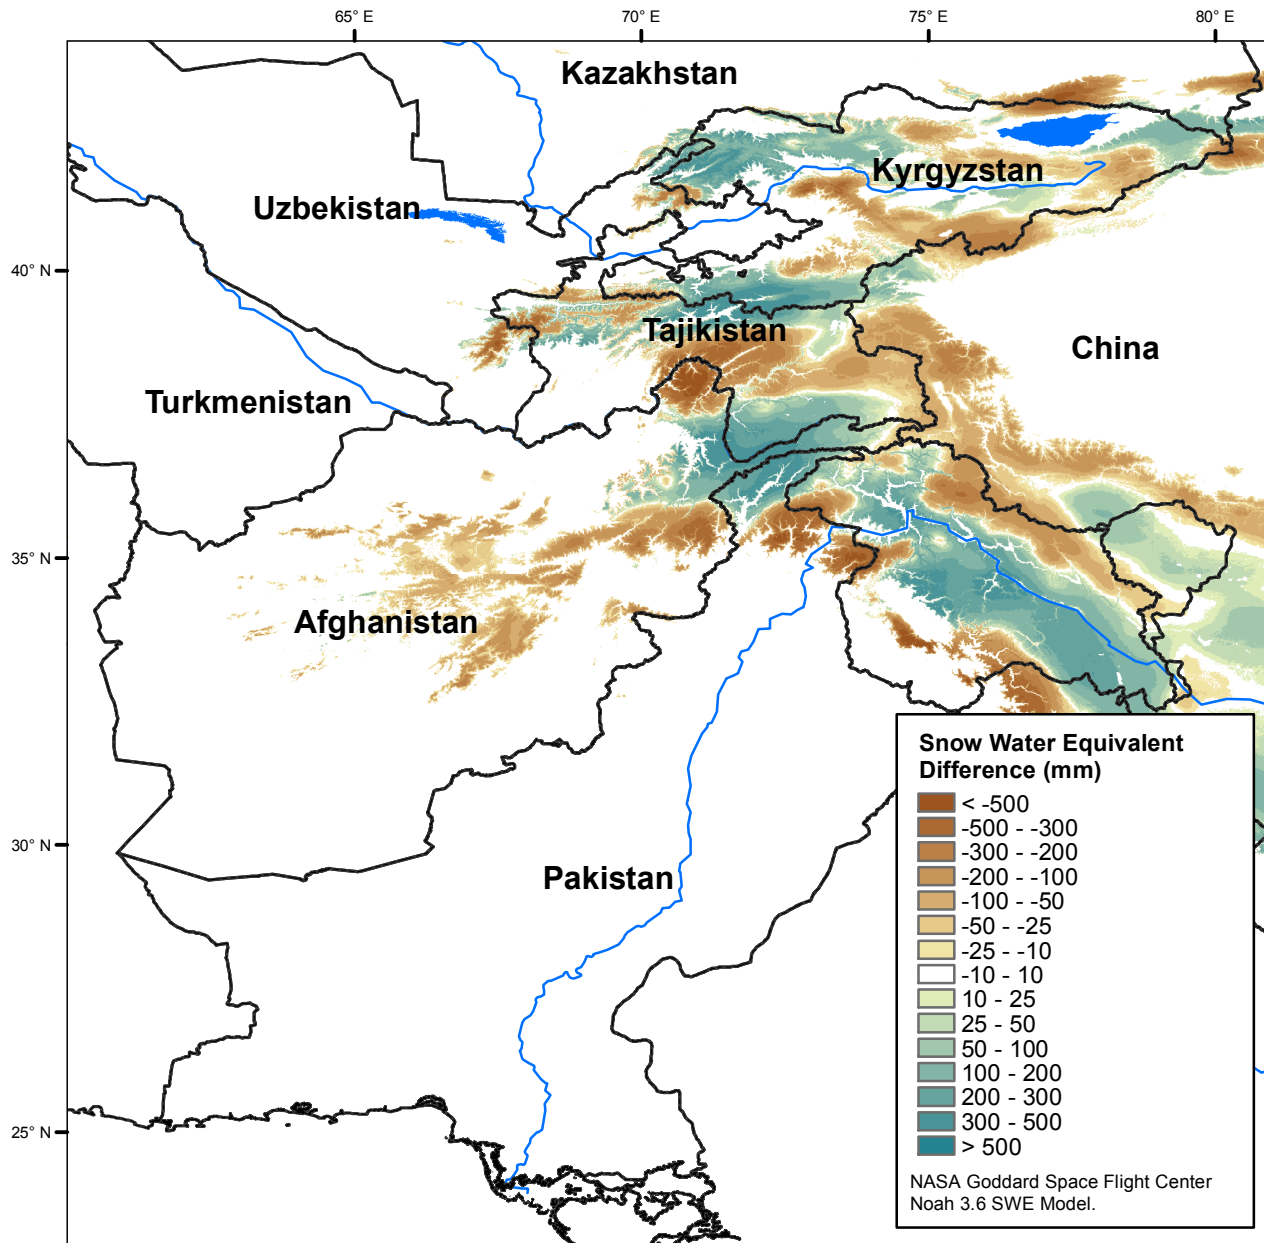 65° E
70° E
75° E
80° E
Kazakhstan
Kyrgyzstan
Uzbekistan
40° N
Tajikistan
China
Turkmenistan
35° N
Afghanistan
Snow Water Equivalent
Difference (mm)
< -500
-500 - -300
-300 - -200
-200 - -100
-100 - -50
-50 - -25
-25 - -10
-10 - 10
10 - 25
25 - 50
50 - 100
100 - 200
200 - 300
300 - 500
> 500
30° N
Pakistan
25° N
NASA Goddard Space Flight Center
Noah 3.6 SWE Model.